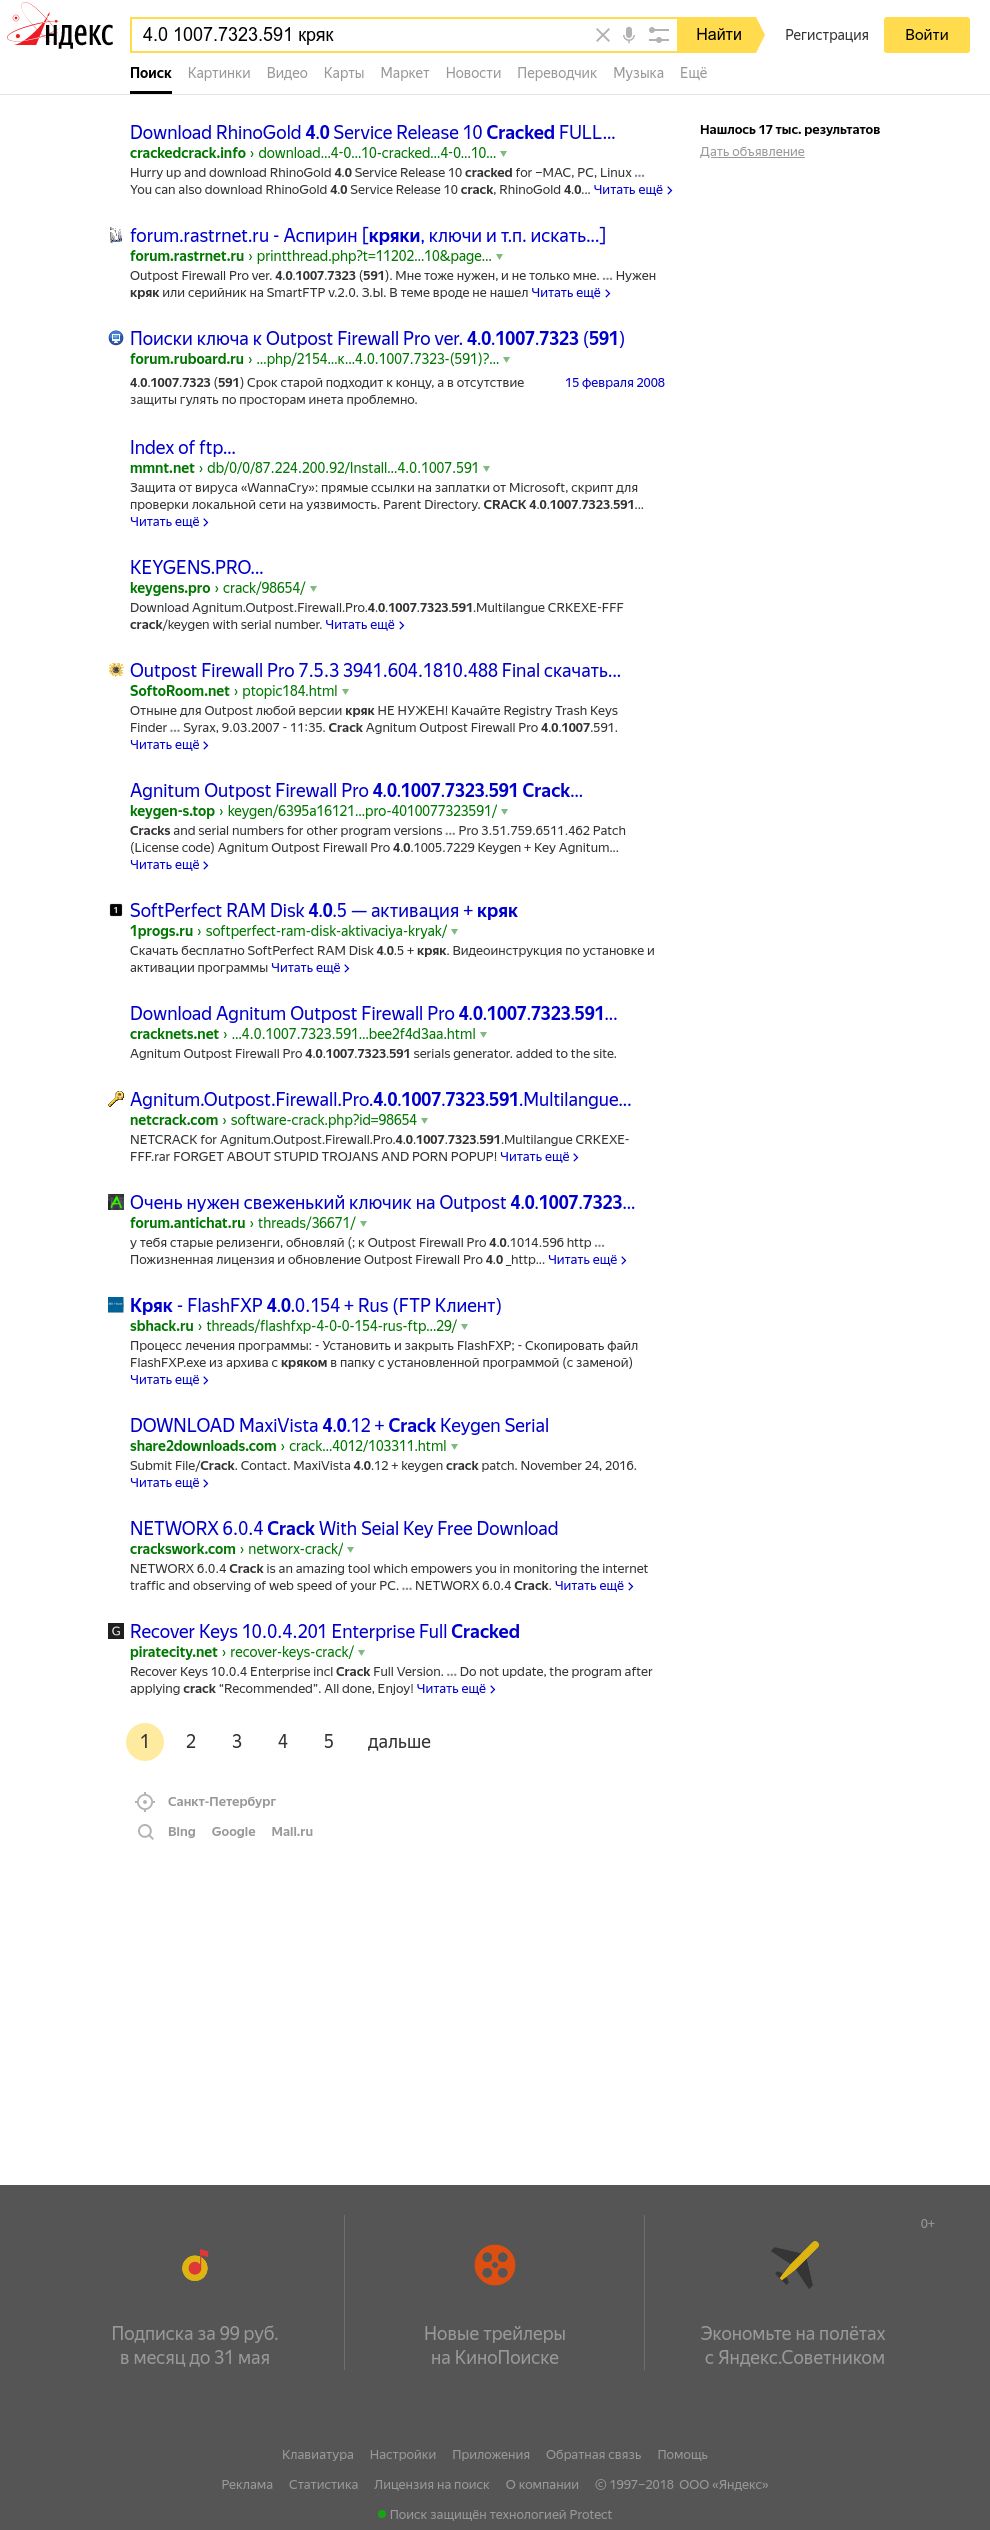 Яндекс
4.0 1007.7323.591 кряк
Найти
Регистрация
Войти
Поиск Картинки Видео Карты Маркет Новости Переводчик Музыка Ещё
Download RhinoGold 4.0 Service Release 10 Cracked FULL...
crackedcrack.info › download...4-0...10-cracked...4-0...10...
Hurry up and download RhinoGold 4.0 Service Release 10 cracked for –MAC, PC, Linux ...
You can also download RhinoGold 4.0 Service Release 10 crack, RhinoGold 4.0... Читать ещё
Нашлось 17 тыс. результатов
Дать объявление
forum.rastrnet.ru - Аспирин [кряки, ключи и т.п. искать...]
forum.rastrnet.ru › printthread.php?t=11202...10&page...
Outpost Firewall Pro ver. 4.0.1007.7323 (591). Мне тоже нужен, и не только мне. ... Нужен
кряк или серийник на SmartFTP v.2.0. З.Ы. В теме вроде не нашел Читать ещё
Поиски ключа к Outpost Firewall Pro ver. 4.0.1007.7323 (591)
forum.ruboard.ru › ...php/2154...к...4.0.1007.7323-(591)?...
4.0.1007.7323 (591) Срок старой подходит к концу, а в отсутствие
защиты гулять по просторам инета проблемно.
15 февраля 2008
Index of ftp...
mmnt.net › db/0/0/87.224.200.92/Install...4.0.1007.591
Защита от вируса «WannaCry»: прямые ссылки на заплатки от Microsoft, скрипт для
проверки локальной сети на уязвимость. Parent Directory. CRACK 4.0.1007.7323.591...
Читать ещё
KEYGENS.PRO...
keygens.pro › crack/98654/
Download Agnitum.Outpost.Firewall.Pro.4.0.1007.7323.591.Multilangue CRKEXE-FFF
crack/keygen with serial number. Читать ещё
Outpost Firewall Pro 7.5.3 3941.604.1810.488 Final скачать...
SoftoRoom.net › ptopic184.html
Отныне для Outpost любой версии кряк НЕ НУЖЕН! Качайте Registry Trash Keys
Finder ... Syrax, 9.03.2007 - 11:35. Crack Agnitum Outpost Firewall Pro 4.0.1007.591.
Читать ещё
Agnitum Outpost Firewall Pro 4.0.1007.7323.591 Crack...
keygen-s.top › keygen/6395a16121...pro-4010077323591/
Cracks and serial numbers for other program versions ... Pro 3.51.759.6511.462 Patch
(License code) Agnitum Outpost Firewall Pro 4.0.1005.7229 Keygen + Key Agnitum...
Читать ещё
SoftPerfect RAM Disk 4.0.5 — активация + кряк
1progs.ru › softperfect-ram-disk-aktivaciya-kryak/
Скачать бесплатно SoftPerfect RAM Disk 4.0.5 + кряк. Видеоинструкция по установке и
активации программы Читать ещё
Download Agnitum Outpost Firewall Pro 4.0.1007.7323.591...
cracknets.net › ...4.0.1007.7323.591...bee2f4d3aa.html
Agnitum Outpost Firewall Pro 4.0.1007.7323.591 serials generator. added to the site.
Agnitum.Outpost.Firewall.Pro.4.0.1007.7323.591.Multilangue...
netcrack.com › software-crack.php?id=98654
NETCRACK for Agnitum.Outpost.Firewall.Pro.4.0.1007.7323.591.Multilangue CRKEXE-
FFF.rar FORGET ABOUT STUPID TROJANS AND PORN POPUP! Читать ещё
Очень нужен свеженький ключик на Outpost 4.0.1007.7323...
forum.antichat.ru › threads/36671/
у тебя старые релизенги, обновляй (; к Outpost Firewall Pro 4.0.1014.596 http ...
Пожизненная лицензия и обновление Outpost Firewall Pro 4.0 _http... Читать ещё
Кряк - FlashFXP 4.0.0.154 + Rus (FTP Клиент)
sbhack.ru › threads/flashfxp-4-0-0-154-rus-ftp...29/
Процесс лечения программы: - Установить и закрыть FlashFXP; - Скопировать файл
FlashFXP.exe из архива с кряком в папку с установленной программой (с заменой)
Читать ещё
DOWNLOAD MaxiVista 4.0.12 + Crack Keygen Serial
share2downloads.com › crack...4012/103311.html
Submit File/Crack. Contact. MaxiVista 4.0.12 + keygen crack patch. November 24, 2016.
Читать ещё
NETWORX 6.0.4 Crack With Seial Key Free Download
crackswork.com › networx-crack/
NETWORX 6.0.4 Crack is an amazing tool which empowers you in monitoring the internet
traffic and observing of web speed of your PC. ... NETWORX 6.0.4 Crack. Читать ещё
Recover Keys 10.0.4.201 Enterprise Full Cracked
piratecity.net › recover-keys-crack/
Recover Keys 10.0.4 Enterprise incl Crack Full Version. ... Do not update, the program after
applying crack "Recommended". All done, Enjoy! Читать ещё
1 2 3 4 5 дальше
Санкт-Петербург
Bing Google Mail.ru
0+
Подписка за 99 руб.
в месяц до 31 мая
Новые трейлеры
на КиноПоиске
Экономьте на полётах
с Яндекс.Советником
Клавиатура Настройки Приложения Обратная связь Помощь
Реклама Статистика Лицензия на поиск О компании © 1997–2018 ООО «Яндекс»
Поиск защищён технологией Protect